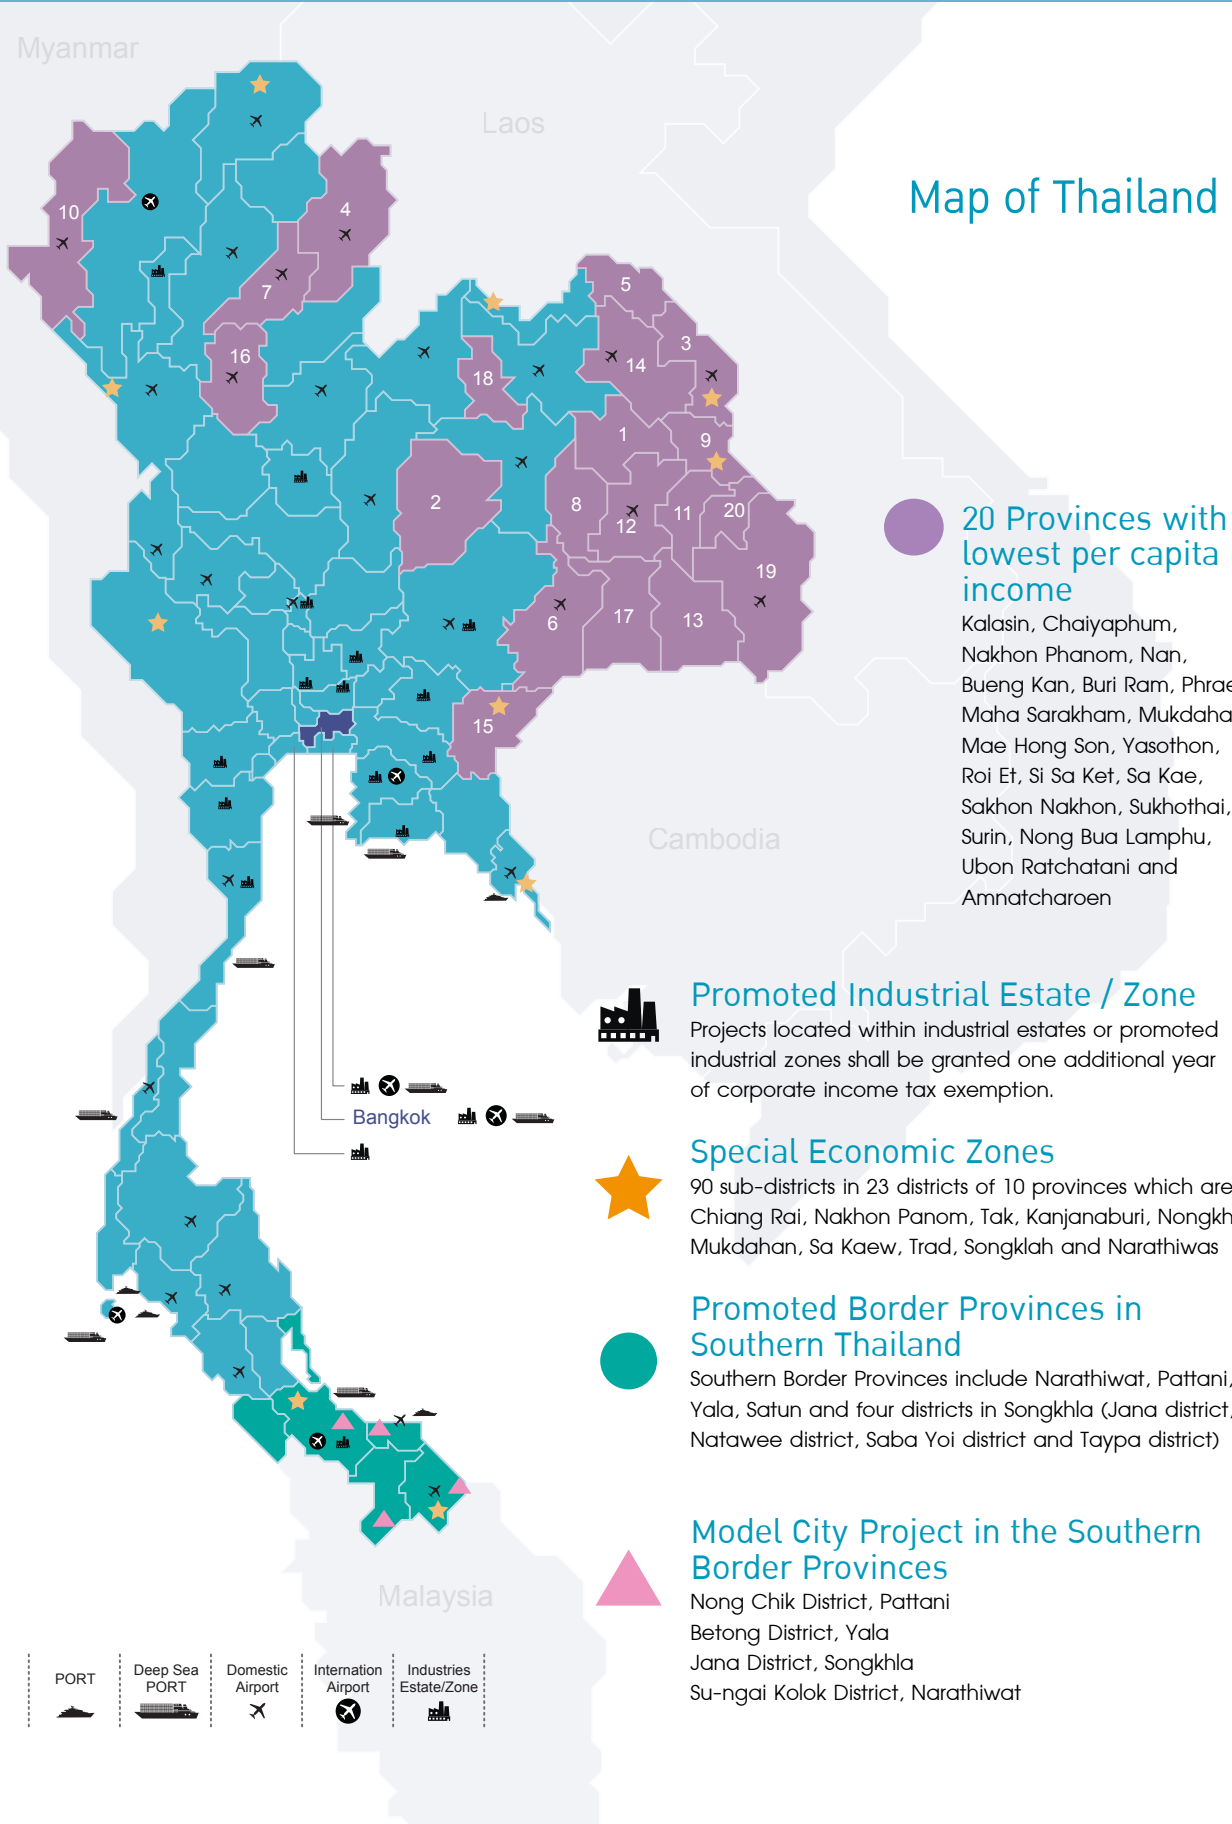 Myanmar
Laos
Map of Thailand
10
4
7
16
5
3
14
18
1
9
2
8
12
11
20
19
6
17
13
15
20 Provinces with
lowest per capita
income
Kalasin, Chaiyaphum,
Nakhon Phanom, Nan,
Bueng Kan, Buri Ram, Phrae
Maha Sarakham, Mukdaha
Mae Hong Son, Yasothon,
Roi Et, Si Sa Ket, Sa Kae,
Sakhon Nakhon, Sukhothai,
Surin, Nong Bua Lamphu,
Ubon Ratchatani and
Amnatcharoen
Cambodia
Promoted Industrial Estate / Zone
Projects located within industrial estates or promoted
industrial zones shall be granted one additional year
of corporate income tax exemption.
Bangkok
Special Economic Zones
90 sub-districts in 23 districts of 10 provinces which are
Chiang Rai, Nakhon Panom, Tak, Kanjanaburi, Nongkh
Mukdahan, Sa Kaew, Trad, Songklah and Narathiwas
Promoted Border Provinces in
Southern Thailand
Southern Border Provinces include Narathiwat, Pattani,
Yala, Satun and four districts in Songkhla (Jana district,
Natawee district, Saba Yoi district and Taypa district)
Model City Project in the Southern
Border Provinces
Nong Chik District, Pattani
Betong District, Yala
Jana District, Songkhla
Su-ngai Kolok District, Narathiwat
Malaysia
PORT
Deep Sea
PORT
Domestic
Airport
Internation
Airport
Industries
Estate/Zone